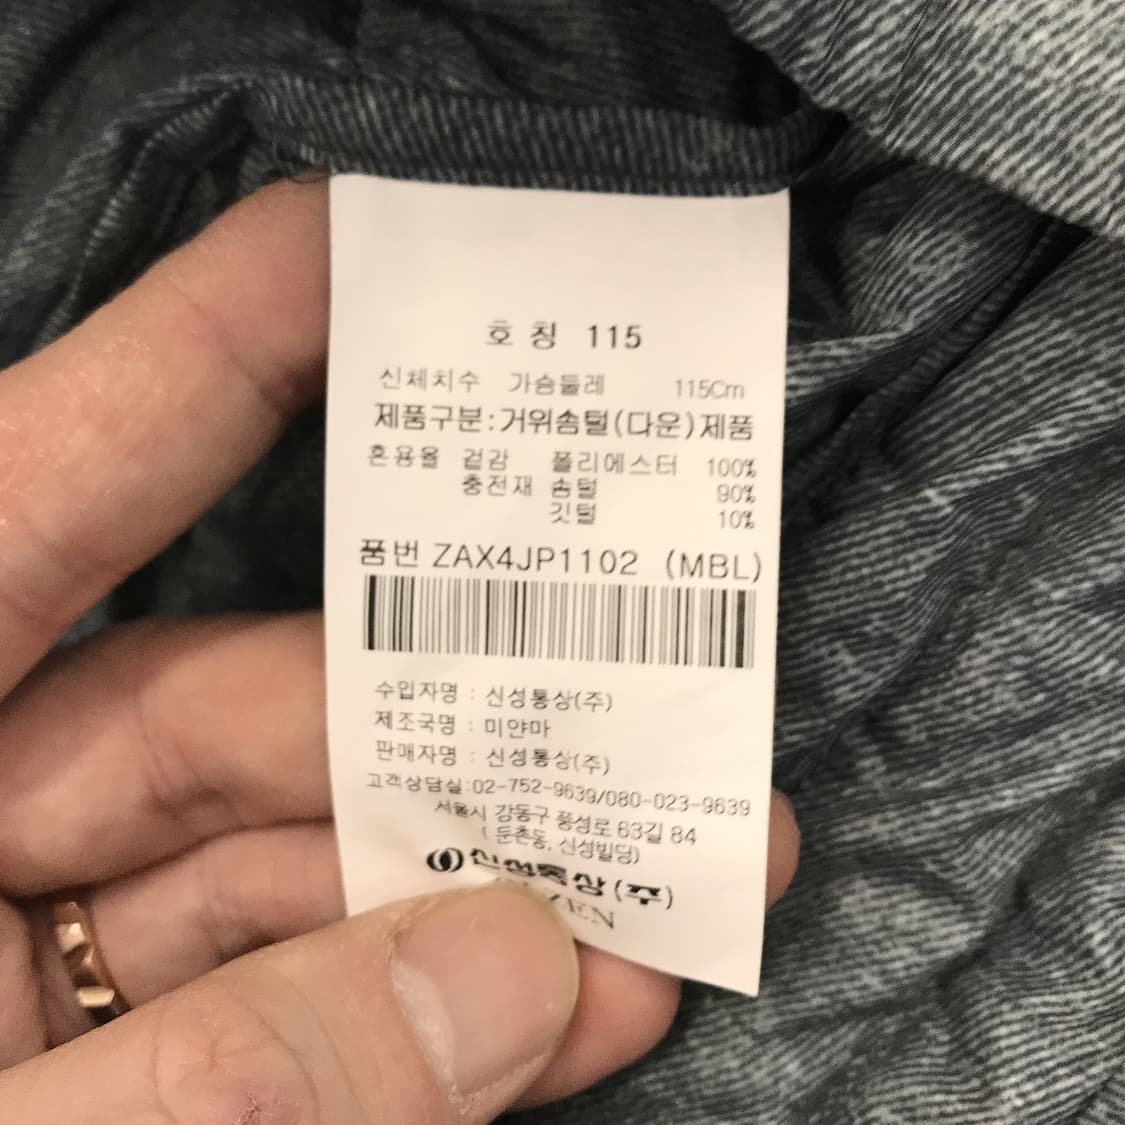 호칭 115
신체치수 가슴둘레 115Cm
제품구분:거위솜털(다운)제품
혼용율 겉감 폴리에스터 100%
충전재 솜털 90%
깃털 10%
품번 ZAX4JP1102 (MBL)
수입자명 : 신성통상(주)
제조국명 : 미얀마
판매자명 : 신성통상(주)
고객상담실:02-752-9639/080-023-9639
서울시 강동구 풍성로 63길 84
(둔촌동, 신성빌딩)
신성통상(주)